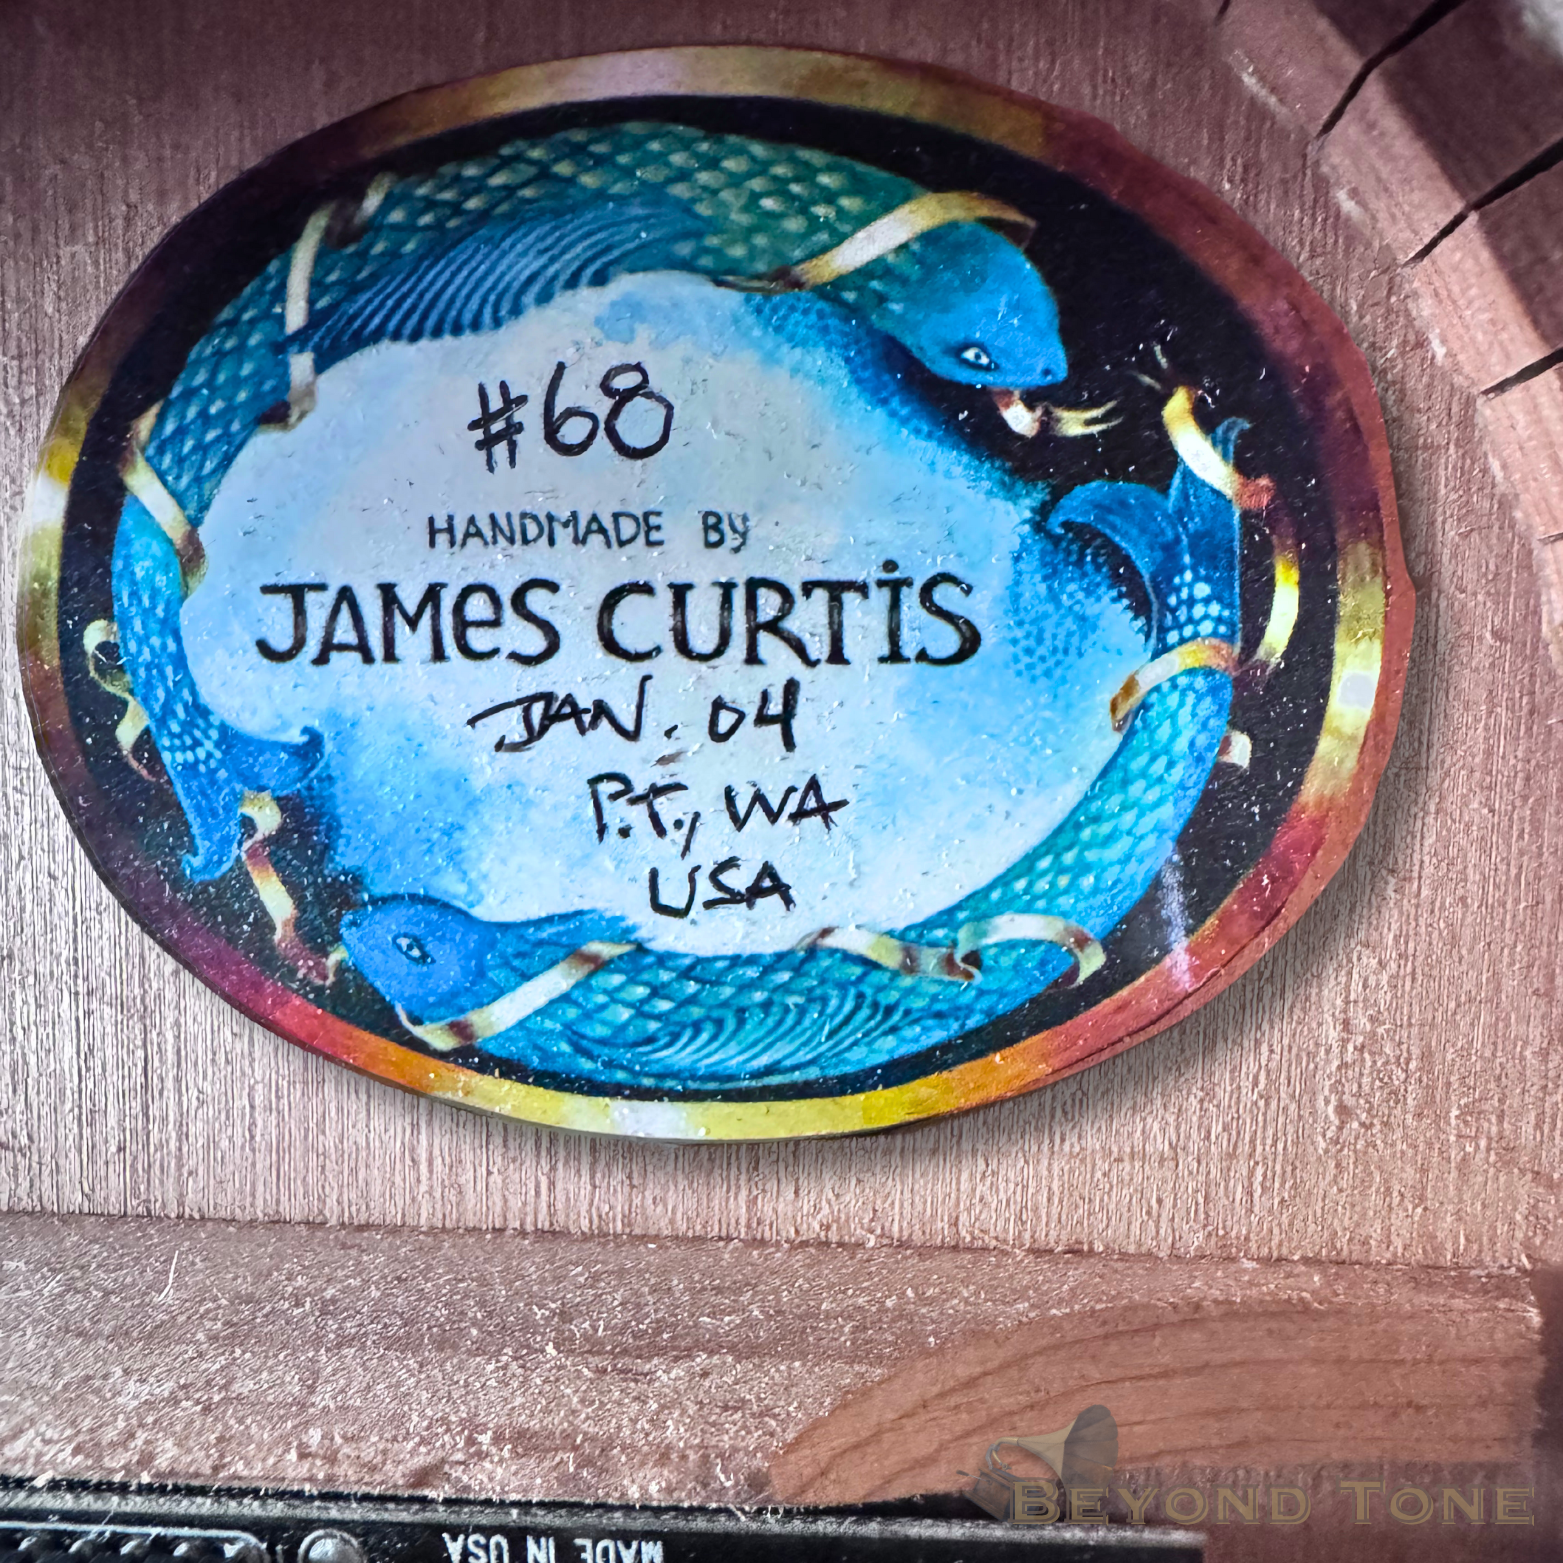 #68
HANDMADE BY
JAMES CURTIS
JAN. 04
P.T., WA
USA
BEYOND TONE
MADE IN USA